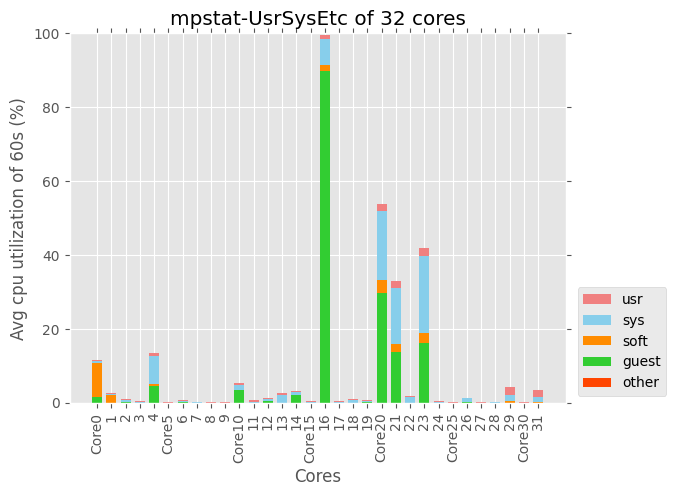 mpstat-UsrSysEtc of 32 cores
Avg cpu utilization of 60s (%)
100
80
60
40
20
0
Core0
1
2
3
4
Core5
6
7
8
9
Core10
11
12
13
14
Core15
16
17
18
19
Core20
21
22
23
24
Core25
26
27
28
29
Core30
31
Cores
usr
sys
soft
guest
other